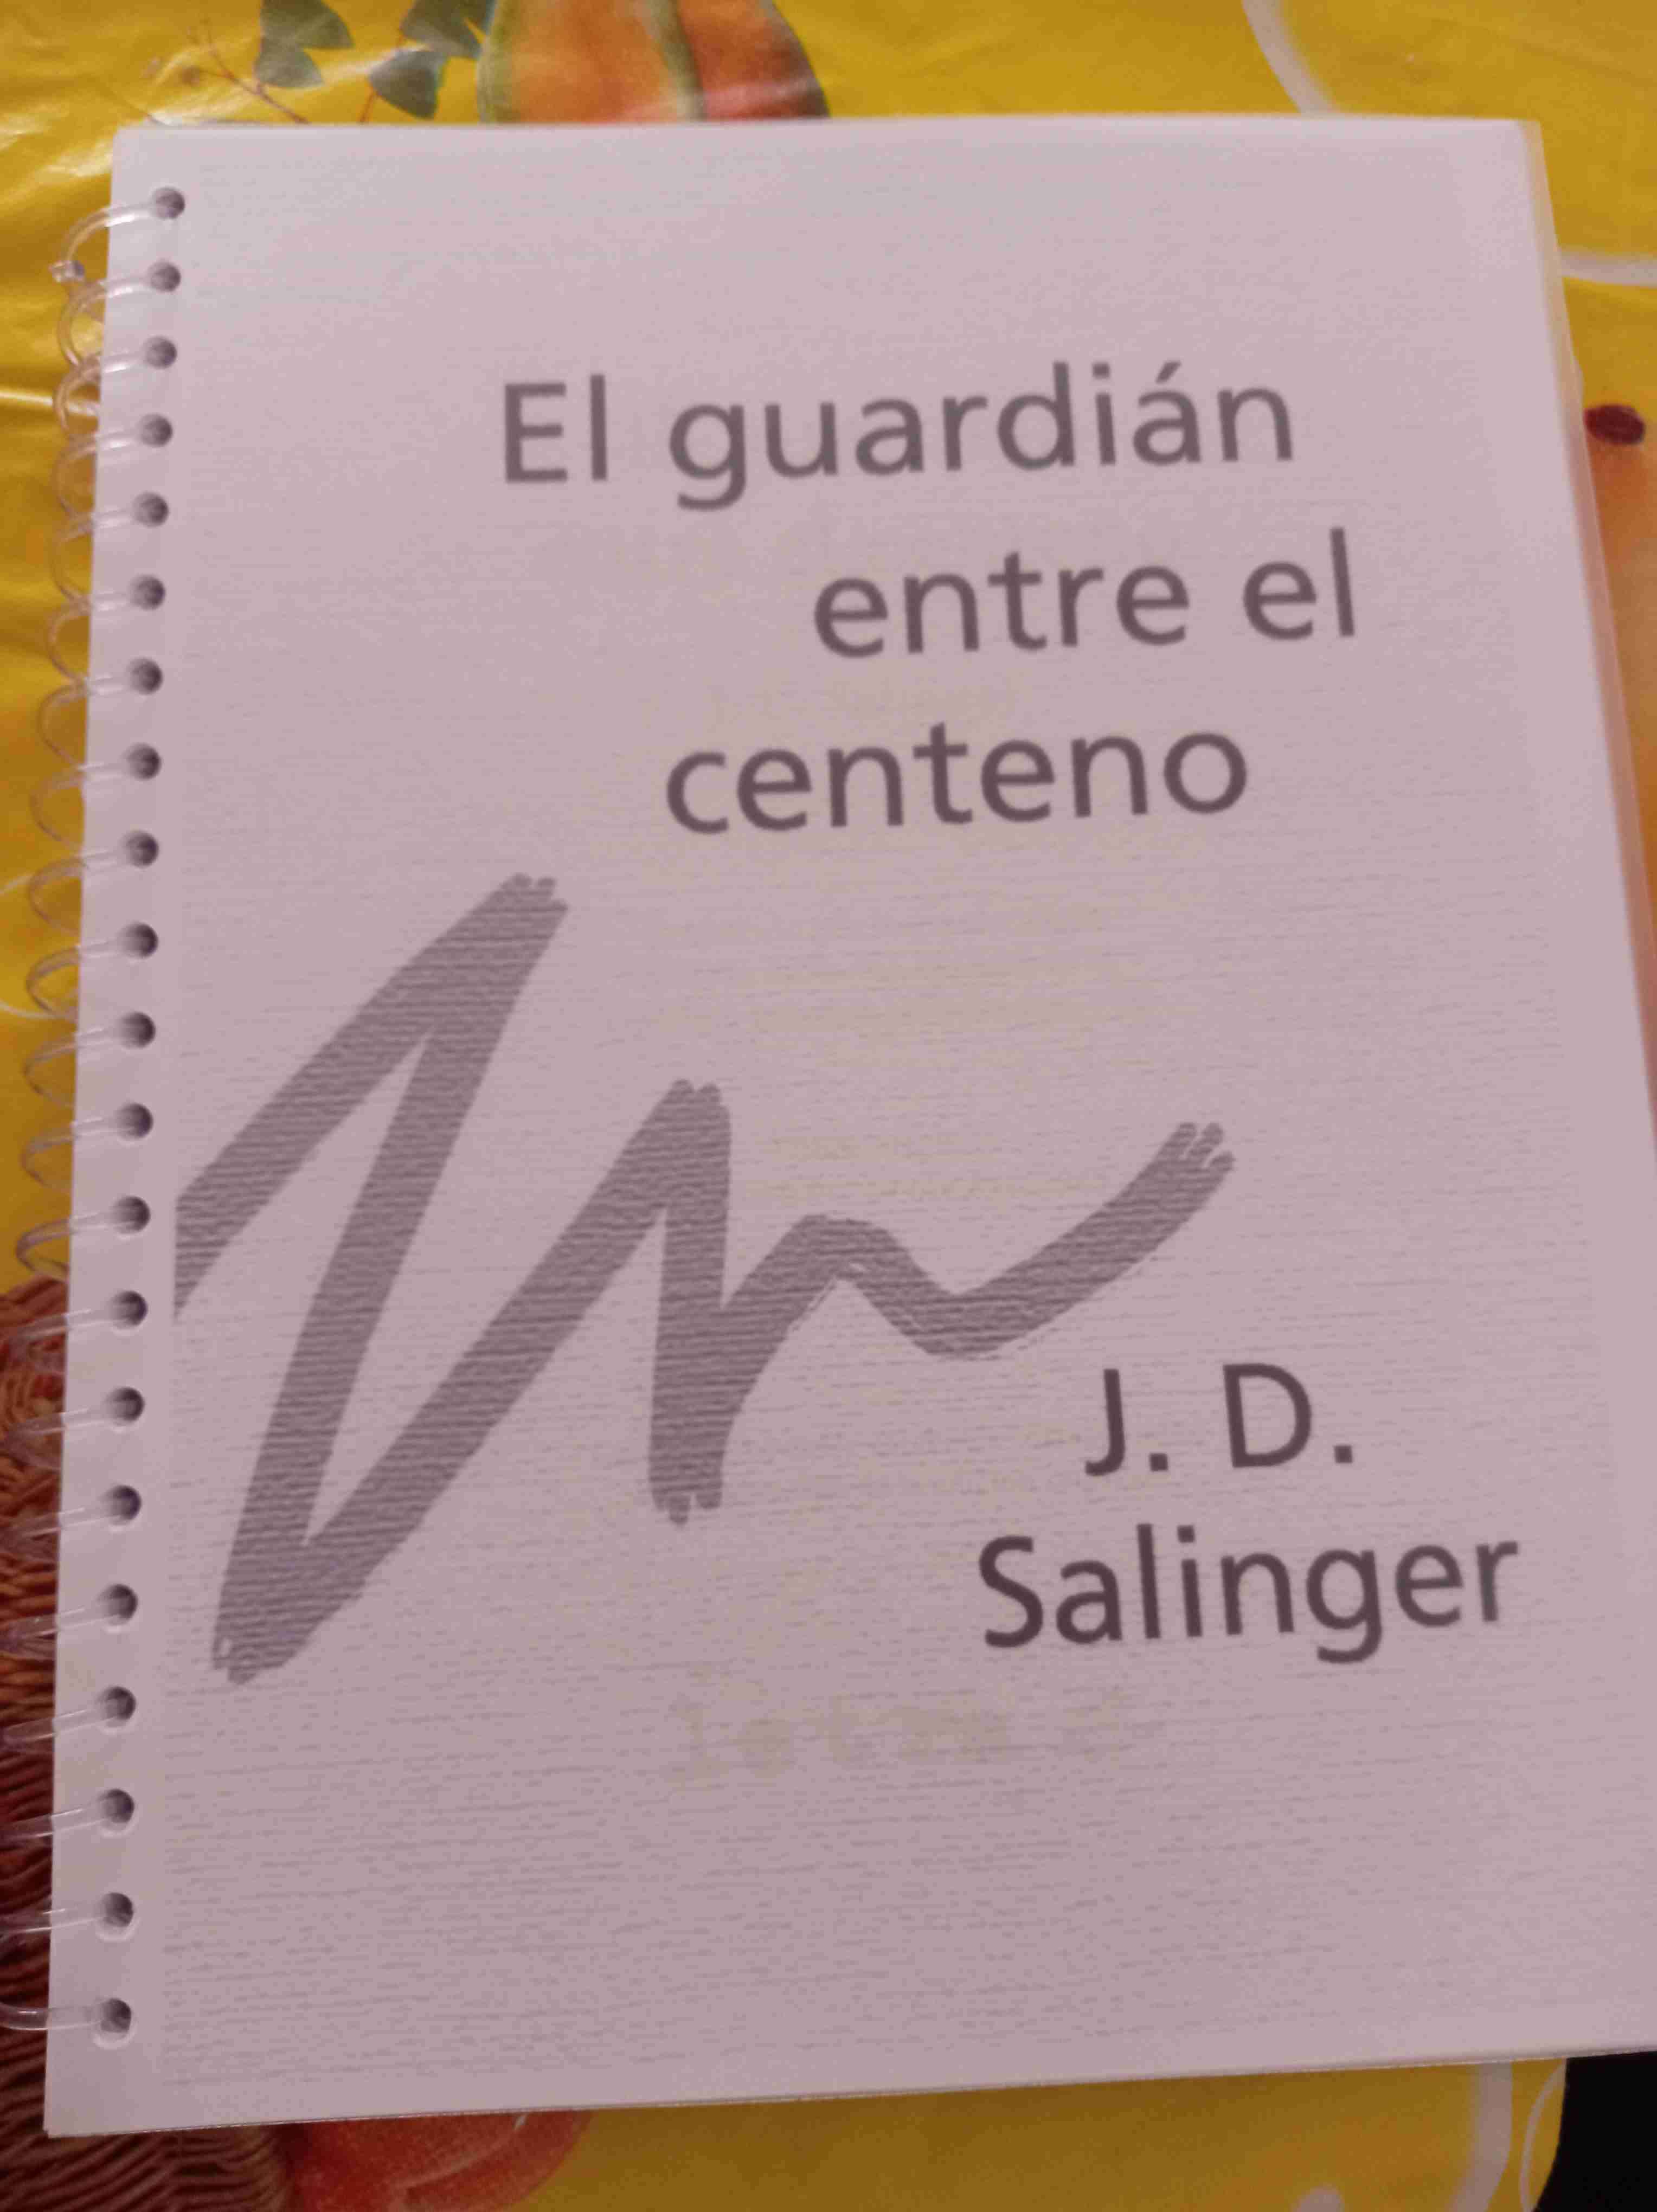 El guardián
entre el
centeno
J. D.
Salinger